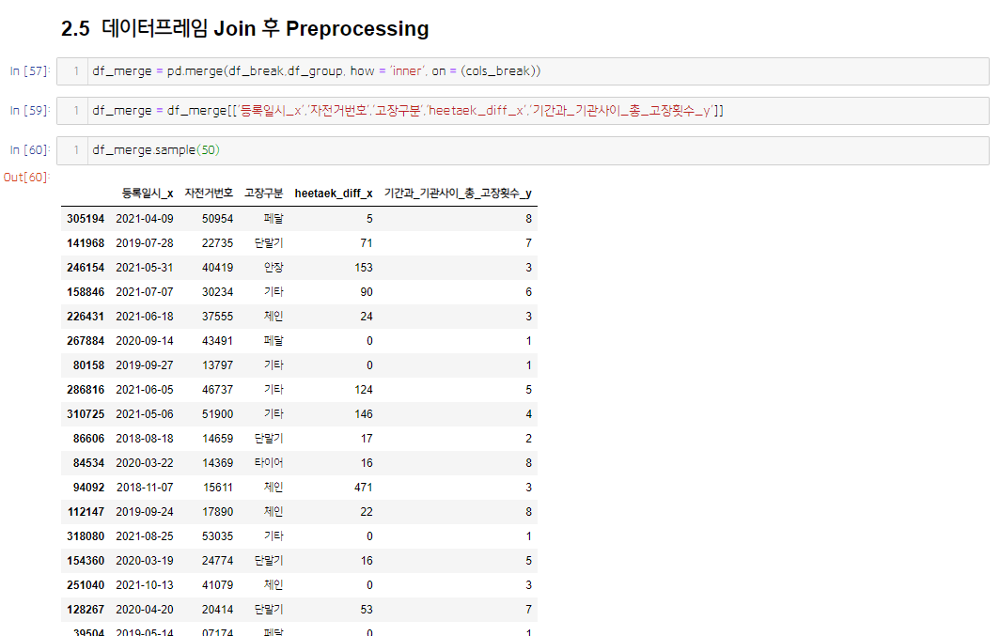 2.5 데이터프레임 Join 후 Preprocessing
In [57]: 1 df_merge = pd.merge(df_break,df_group, how = 'inner', on = (cols_break))
In [59]: 1 df_merge = df_merge[['등록일시_x','자전거번호','고장구분','heetaek_diff_x','기간과_기관사이_총_고장횟수_y']]
In [60]: 1 df_merge.sample(50)
Out[60]:
등록일시_x 자전거번호 고장구분 heetaek_diff_x 기간과_기관사이_총_고장횟수_y
305194 2021-04-09 50954 페달 5 8
141968 2019-07-28 22735 단말기 71 7
246154 2021-05-31 40419 안장 153 3
158846 2021-07-07 30234 기타 90 6
226431 2021-06-18 37555 체인 24 3
267884 2020-09-14 43491 페달 0 1
80158 2019-09-27 13797 기타 0 1
286816 2021-06-05 46737 기타 124 5
310725 2021-05-06 51900 기타 146 4
86606 2018-08-18 14659 단말기 17 2
84534 2020-03-22 14369 타이어 16 8
94092 2018-11-07 15611 체인 471 3
112147 2019-09-24 17890 체인 22 8
318080 2021-08-25 53035 기타 0 1
154360 2020-03-19 24774 단말기 16 5
251040 2021-10-13 41079 체인 0 3
128267 2020-04-20 20414 단말기 53 7
39504 2019-05-14 07174 페달 0 1